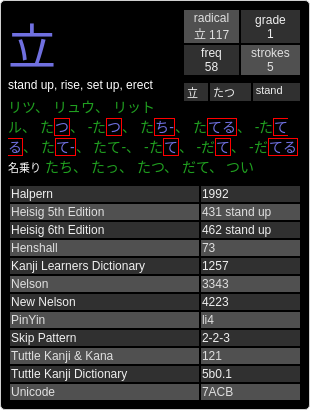 立
radical
立 117
grade
1
freq
58
strokes
5
stand up, rise, set up, erect
立 たつ stand
リツ、 リュウ、 リット
ル、 たつ、 -たつ、 たち-、 たてる、 -たて
る、 たて-、 たて-、 -たて、 -だて、 -だてる
名乗り たち、 たっ、 たつ、 だて、 つい
Halpern 1992
Heisig 5th Edition 431 stand up
Heisig 6th Edition 462 stand up
Henshall 73
Kanji Learners Dictionary 1257
Nelson 3343
New Nelson 4223
PinYin li4
Skip Pattern 2-2-3
Tuttle Kanji & Kana 121
Tuttle Kanji Dictionary 5b0.1
Unicode 7ACB